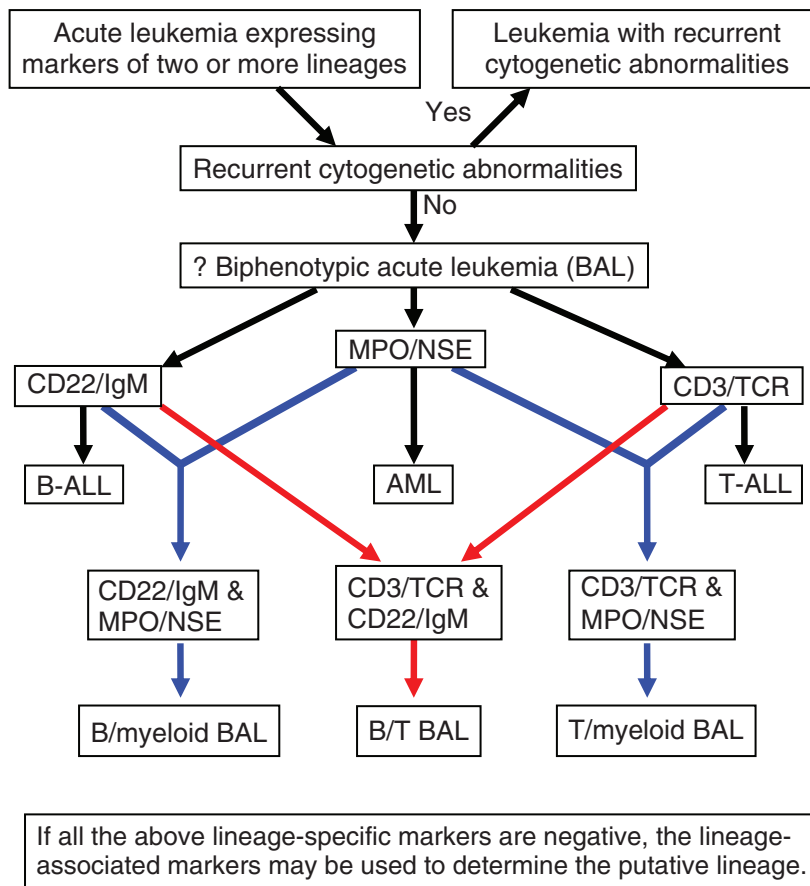 Acute leukemia expressing
markers of two or more lineages
Leukemia with recurrent
cytogenetic abnormalities
Yes
Recurrent cytogenetic abnormalities
No
? Biphenotypic acute leukemia (BAL)
CD22/IgM
MPO/NSE
CD3/TCR
B-ALL
AML
T-ALL
CD22/IgM &
MPO/NSE
CD3/TCR &
CD22/IgM
CD3/TCR &
MPO/NSE
B/myeloid BAL
B/T BAL
T/myeloid BAL
If all the above lineage-specific markers are negative, the lineage-
associated markers may be used to determine the putative lineage.